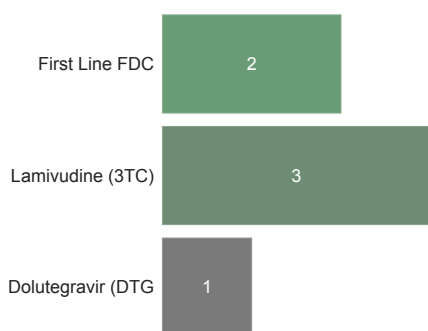 First Line FDC 2
Lamivudine (3TC) 3
Dolutegravir (DTG 1